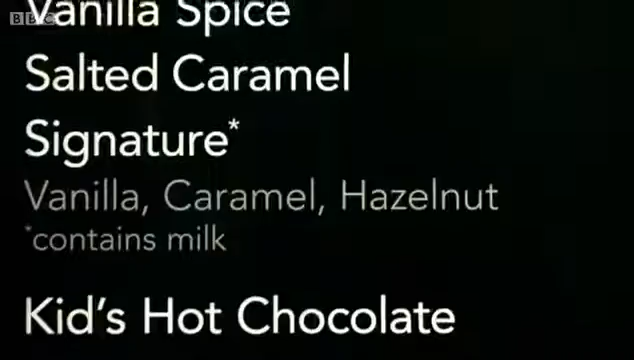 BBC
Vanilla Spice
Salted Caramel
Signature*
Vanilla, Caramel, Hazelnut
*contains milk
Kid's Hot Chocolate